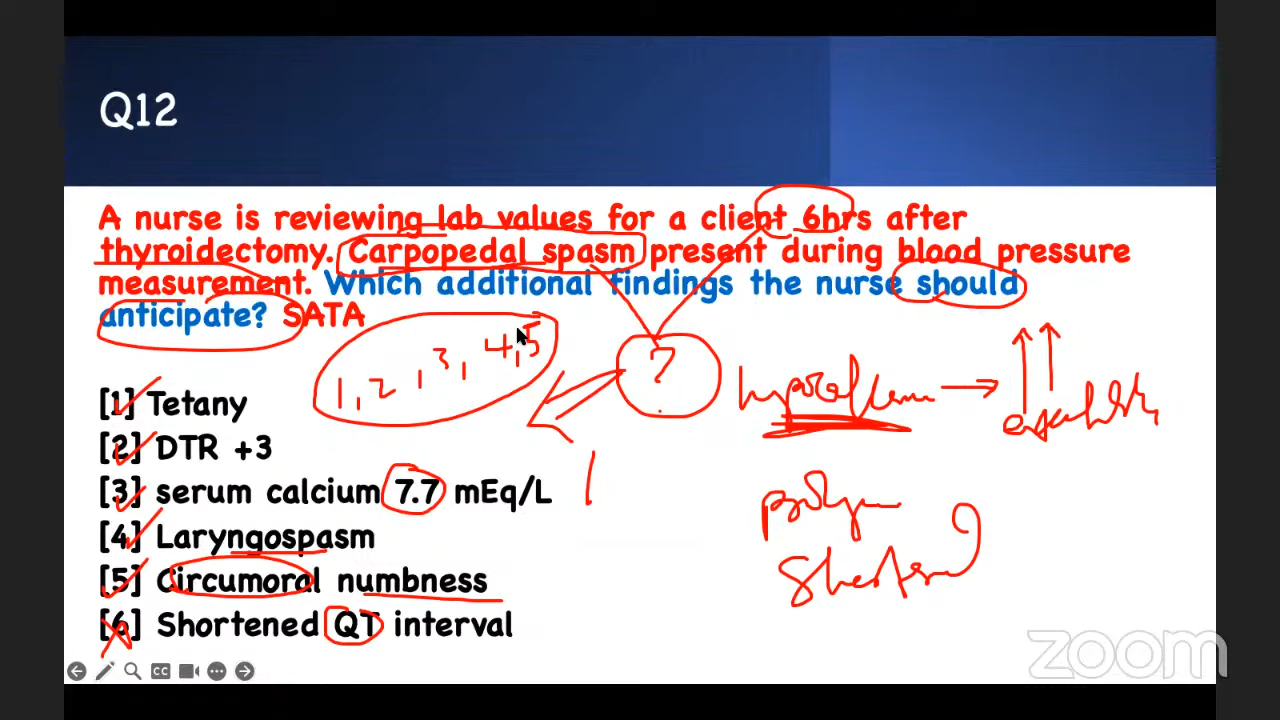 Q12
A nurse is reviewing lab values for a client 6hrs after
thyroidectomy. Carpopedal spasm present during blood pressure
measurement. Which additional findings the nurse should
anticipate? SATA
1, 2, 3, 4, 5
?
[1] Tetany
[2] DTR +3
[3] serum calcium 7.7 mEq/L
[4] Laryngospasm
[5] Circumoral numbness
[6] Shortened QT interval
CC
zoom